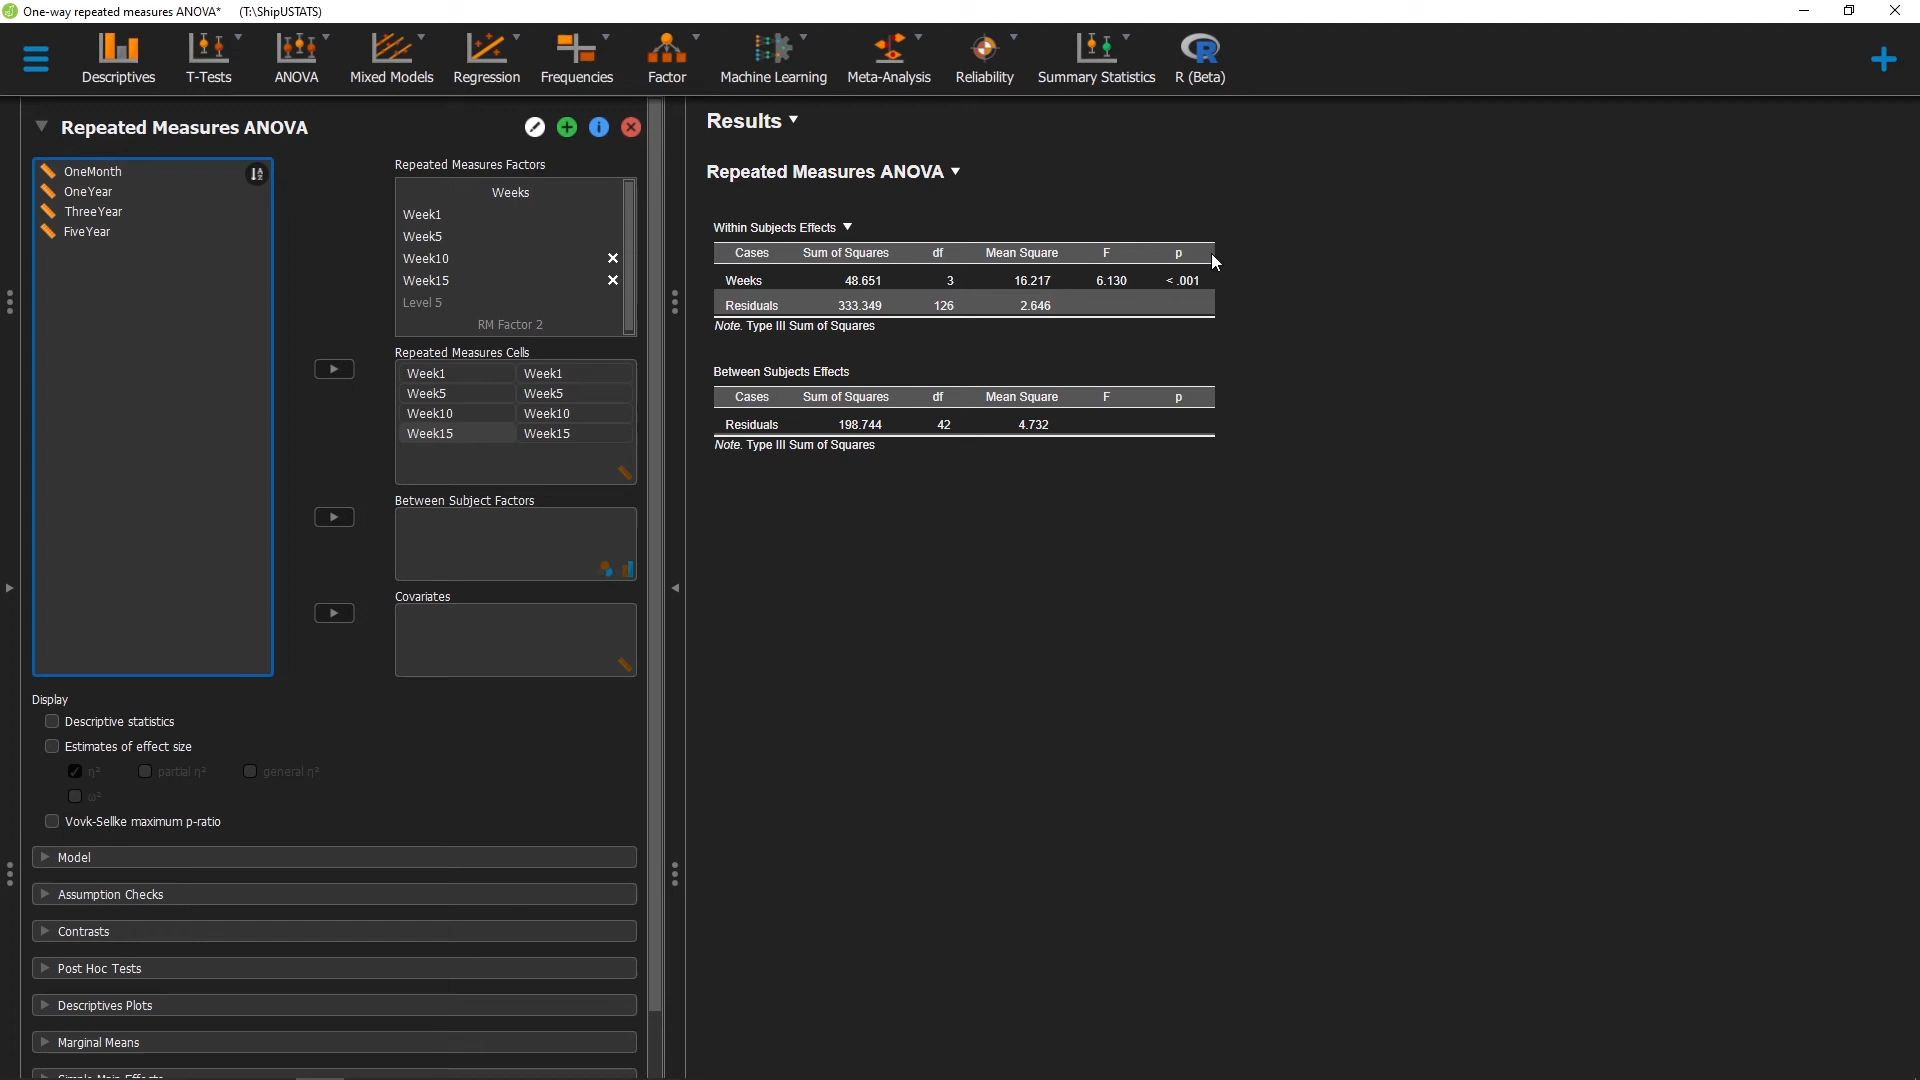 One-way repeated measures ANOVA* (T:\ShipUSTATS)
Descriptives T-Tests ANOVA Mixed Models Regression Frequencies Factor Machine Learning Meta-Analysis Reliability Summary Statistics R (Beta)
Repeated Measures ANOVA
OneMonth
OneYear
ThreeYear
FiveYear
Repeated Measures Factors
Weeks
Week1
Week5
Week10
Week15
Level 5
RM Factor 2
Repeated Measures Cells
Week1 Week1
Week5 Week5
Week10 Week10
Week15 Week15
Between Subject Factors
Covariates
Display
Descriptive statistics
Estimates of effect size
η² partial η² general η²
ω²
Vovk-Sellke maximum p-ratio
Model
Assumption Checks
Contrasts
Post Hoc Tests
Descriptives Plots
Marginal Means
Results
Repeated Measures ANOVA
Within Subjects Effects
Cases Sum of Squares df Mean Square F p
Weeks 48.651 3 16.217 6.130 < .001
Residuals 333.349 126 2.646
Note. Type III Sum of Squares
Between Subjects Effects
Cases Sum of Squares df Mean Square F p
Residuals 198.744 42 4.732
Note. Type III Sum of Squares